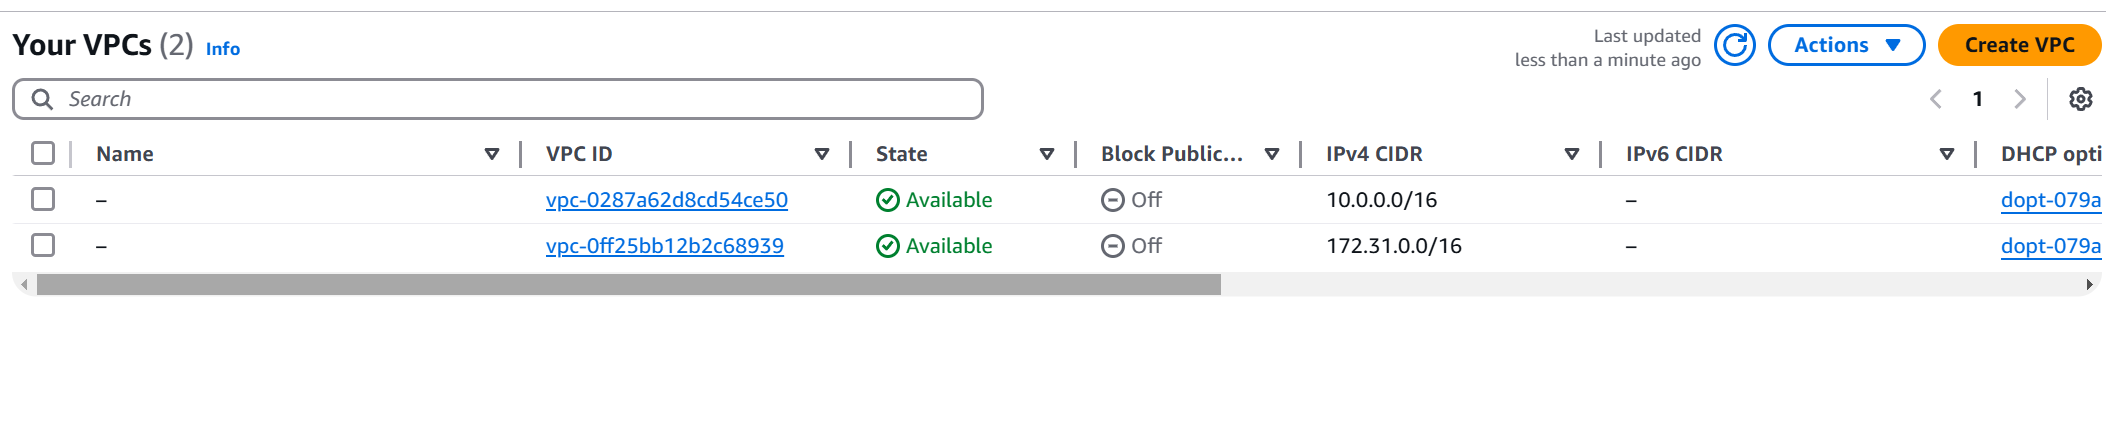 Your VPCs (2) Info
Last updated
less than a minute ago
Actions
Create VPC
Search
1
Name VPC ID State Block Public... IPv4 CIDR IPv6 CIDR DHCP opti
– vpc-0287a62d8cd54ce50 Available Off 10.0.0.0/16 – dopt-079a
– vpc-0ff25bb12b2c68939 Available Off 172.31.0.0/16 – dopt-079a